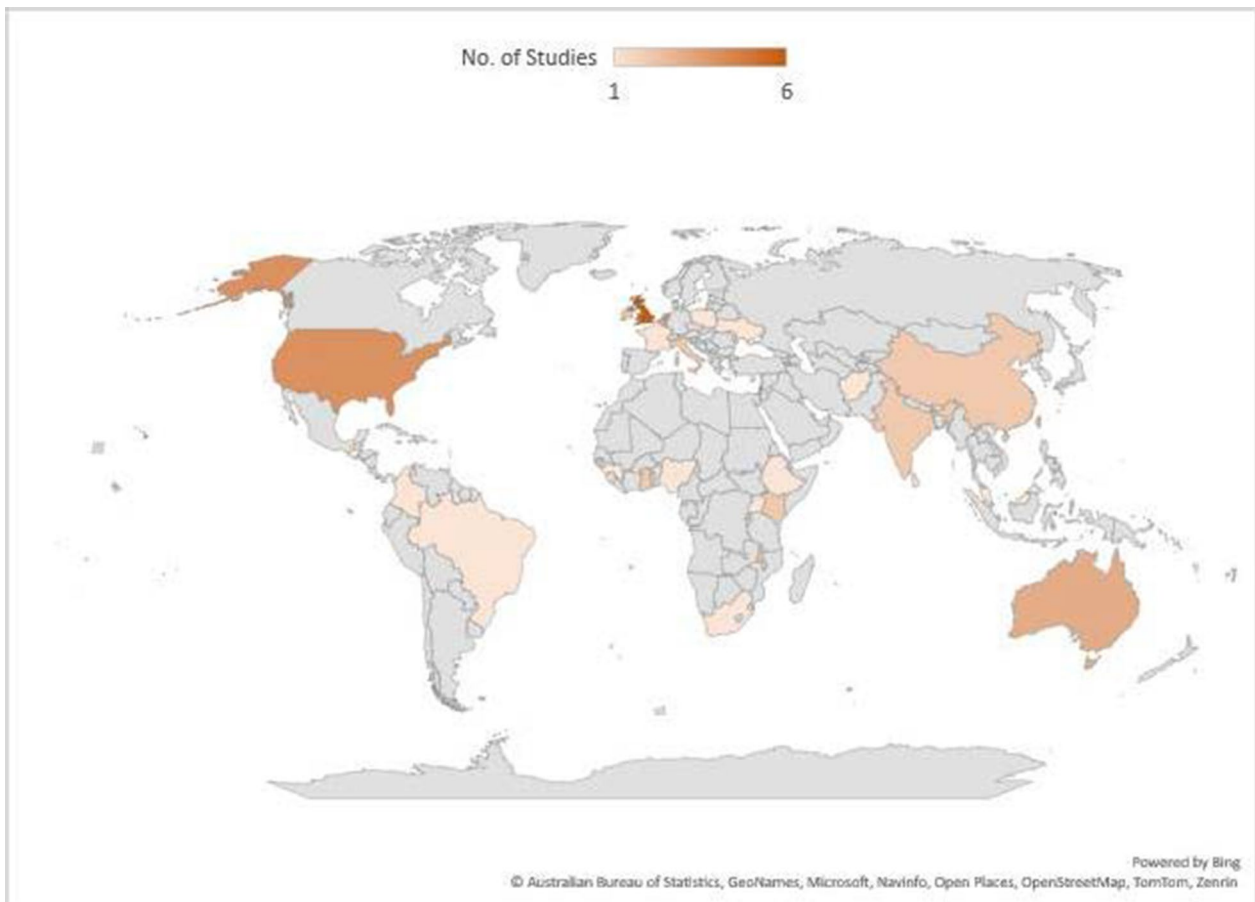 No. of Studies
1 6
Powered by Bing
© Australian Bureau of Statistics, GeoNames, Microsoft, Navinfo, Open Places, OpenStreetMap, TomTom, Zenrin